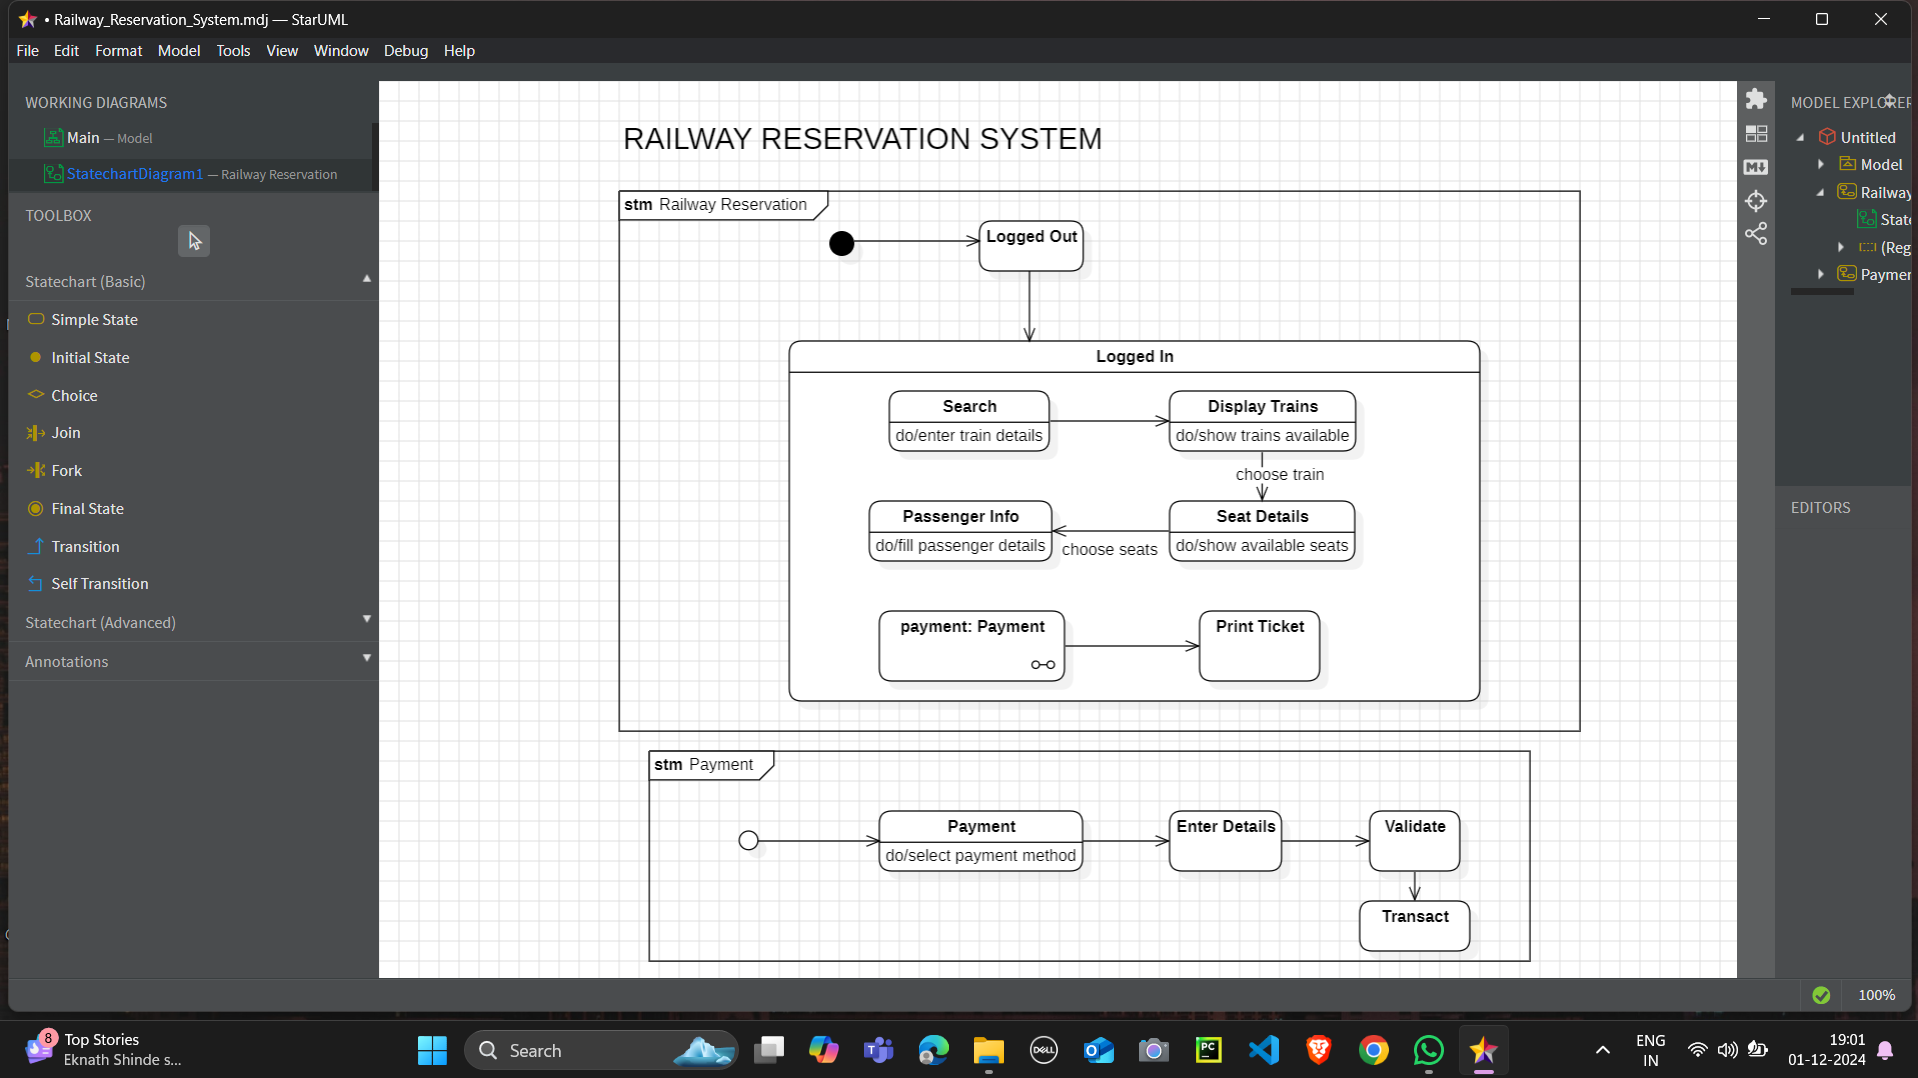 • Railway_Reservation_System.mdj — StarUML
File Edit Format Model Tools View Window Debug Help
WORKING DIAGRAMS
Main — Model
StatechartDiagram1 — Railway Reservation
TOOLBOX
Statechart (Basic)
Simple State
Initial State
Choice
Join
Fork
Final State
Transition
Self Transition
Statechart (Advanced)
Annotations
RAILWAY RESERVATION SYSTEM
stm Railway Reservation
Logged Out
Logged In
Search
do/enter train details
Display Trains
do/show trains available
choose train
Passenger Info
do/fill passenger details
choose seats
Seat Details
do/show available seats
payment: Payment
Print Ticket
stm Payment
Payment
do/select payment method
Enter Details
Validate
Transact
M
MODEL EXPLORER
Untitled
Model
Railway
State
(Reg
Paymen
EDITORS
100%
8
Top Stories
Eknath Shinde s...
Search
DELL
PC
ENG
IN
19:01
01-12-2024